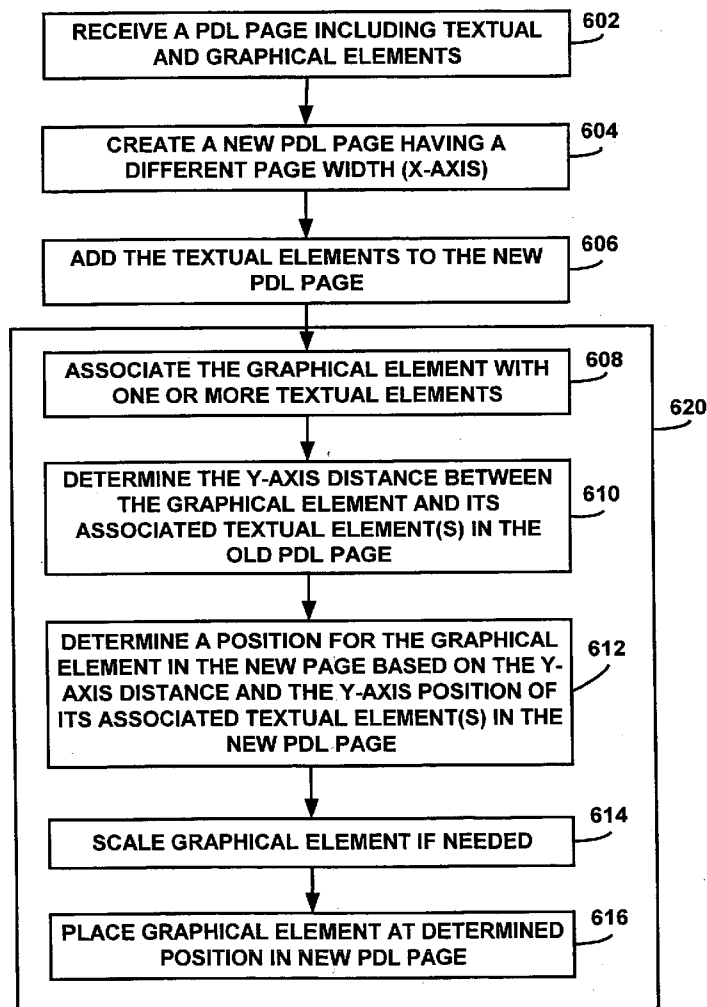 RECEIVE A PDL PAGE INCLUDING TEXTUAL
AND GRAPHICAL ELEMENTS
602
CREATE A NEW PDL PAGE HAVING A
DIFFERENT PAGE WIDTH (X-AXIS)
604
ADD THE TEXTUAL ELEMENTS TO THE NEW
PDL PAGE
606
ASSOCIATE THE GRAPHICAL ELEMENT WITH
ONE OR MORE TEXTUAL ELEMENTS
608
620
DETERMINE THE Y-AXIS DISTANCE BETWEEN
THE GRAPHICAL ELEMENT AND ITS
ASSOCIATED TEXTUAL ELEMENT(S) IN THE
OLD PDL PAGE
610
DETERMINE A POSITION FOR THE GRAPHICAL
ELEMENT IN THE NEW PAGE BASED ON THE Y-
AXIS DISTANCE AND THE Y-AXIS POSITION OF
ITS ASSOCIATED TEXTUAL ELEMENT(S) IN THE
NEW PDL PAGE
612
SCALE GRAPHICAL ELEMENT IF NEEDED
614
PLACE GRAPHICAL ELEMENT AT DETERMINED
POSITION IN NEW PDL PAGE
616